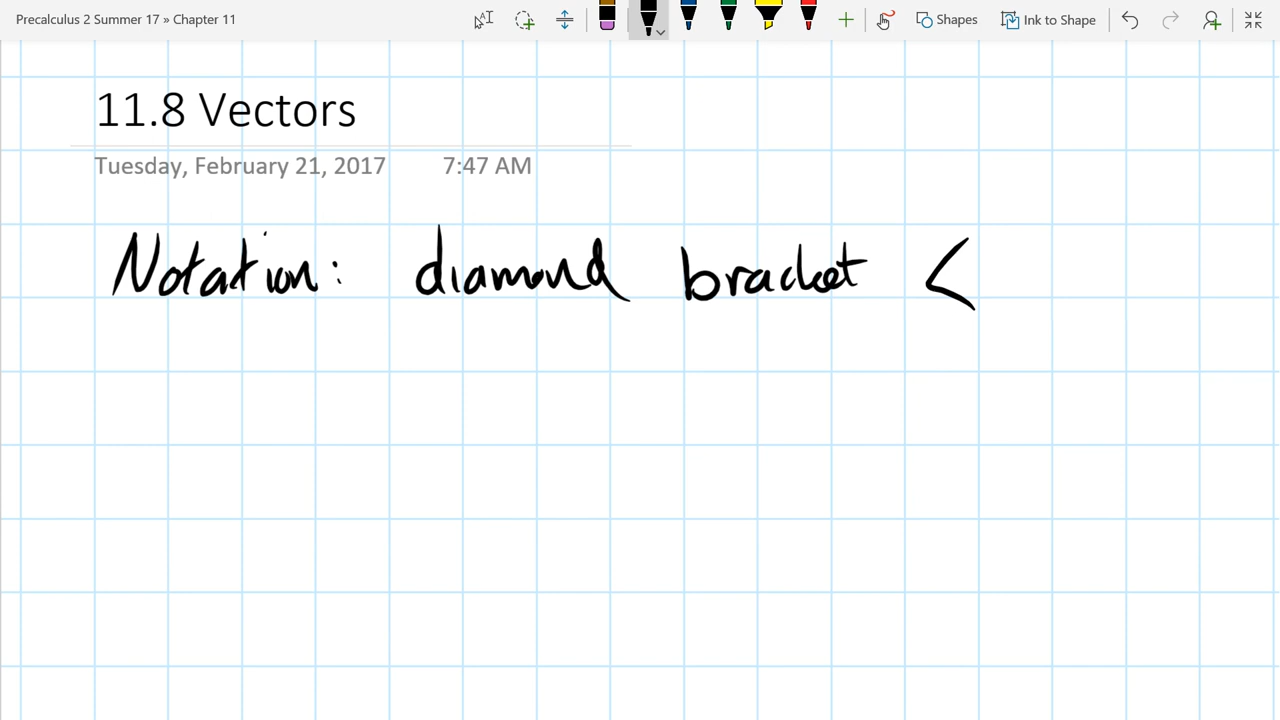 Precalculus 2 Summer 17 » Chapter 11
Shapes
Ink to Shape
11.8 Vectors
Tuesday, February 21, 2017 7:47 AM
Notation: diamond bracket <